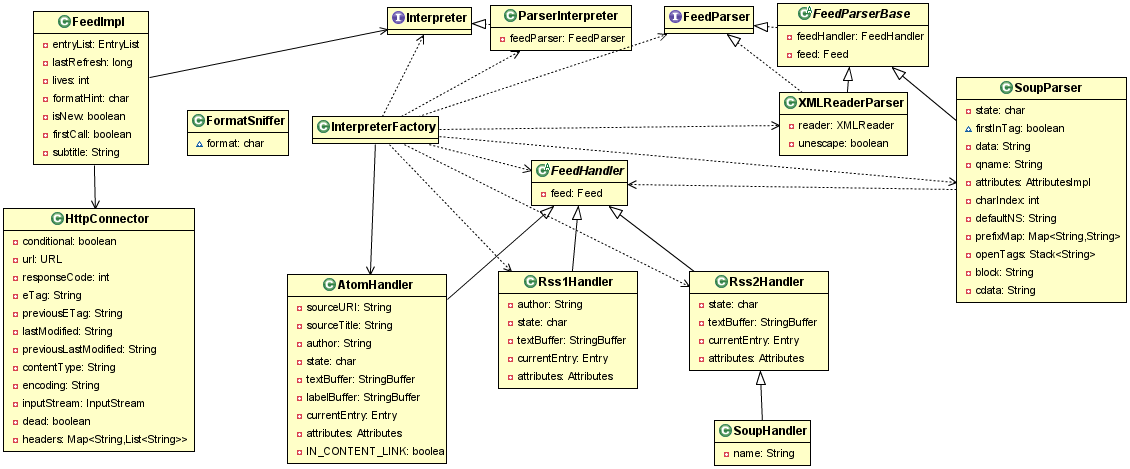 FeedImpl
entryList: EntryList
lastRefresh: long
lives: int
formatHint: char
isNew: boolean
firstCall: boolean
subtitle: String
Interpreter
ParserInterpreter
feedParser: FeedParser
FeedParser
FeedParserBase
feedHandler: FeedHandler
feed: Feed
FormatSniffer
format: char
InterpreterFactory
XMLReaderParser
reader: XMLReader
unescape: boolean
SoupParser
state: char
firstInTag: boolean
data: String
qname: String
attributes: AttributesImpl
charIndex: int
defaultNS: String
prefixMap: Map<String,String>
openTags: Stack<String>
block: String
cdata: String
FeedHandler
feed: Feed
HttpConnector
conditional: boolean
url: URL
responseCode: int
eTag: String
previousETag: String
lastModified: String
previousLastModified: String
contentType: String
encoding: String
inputStream: InputStream
dead: boolean
headers: Map<String,List<String>>
AtomHandler
sourceURI: String
sourceTitle: String
author: String
state: char
textBuffer: StringBuffer
labelBuffer: StringBuffer
currentEntry: Entry
attributes: Attributes
IN_CONTENT_LINK: boolea
Rss1Handler
author: String
state: char
textBuffer: StringBuffer
currentEntry: Entry
attributes: Attributes
Rss2Handler
state: char
textBuffer: StringBuffer
currentEntry: Entry
attributes: Attributes
SoupHandler
name: String